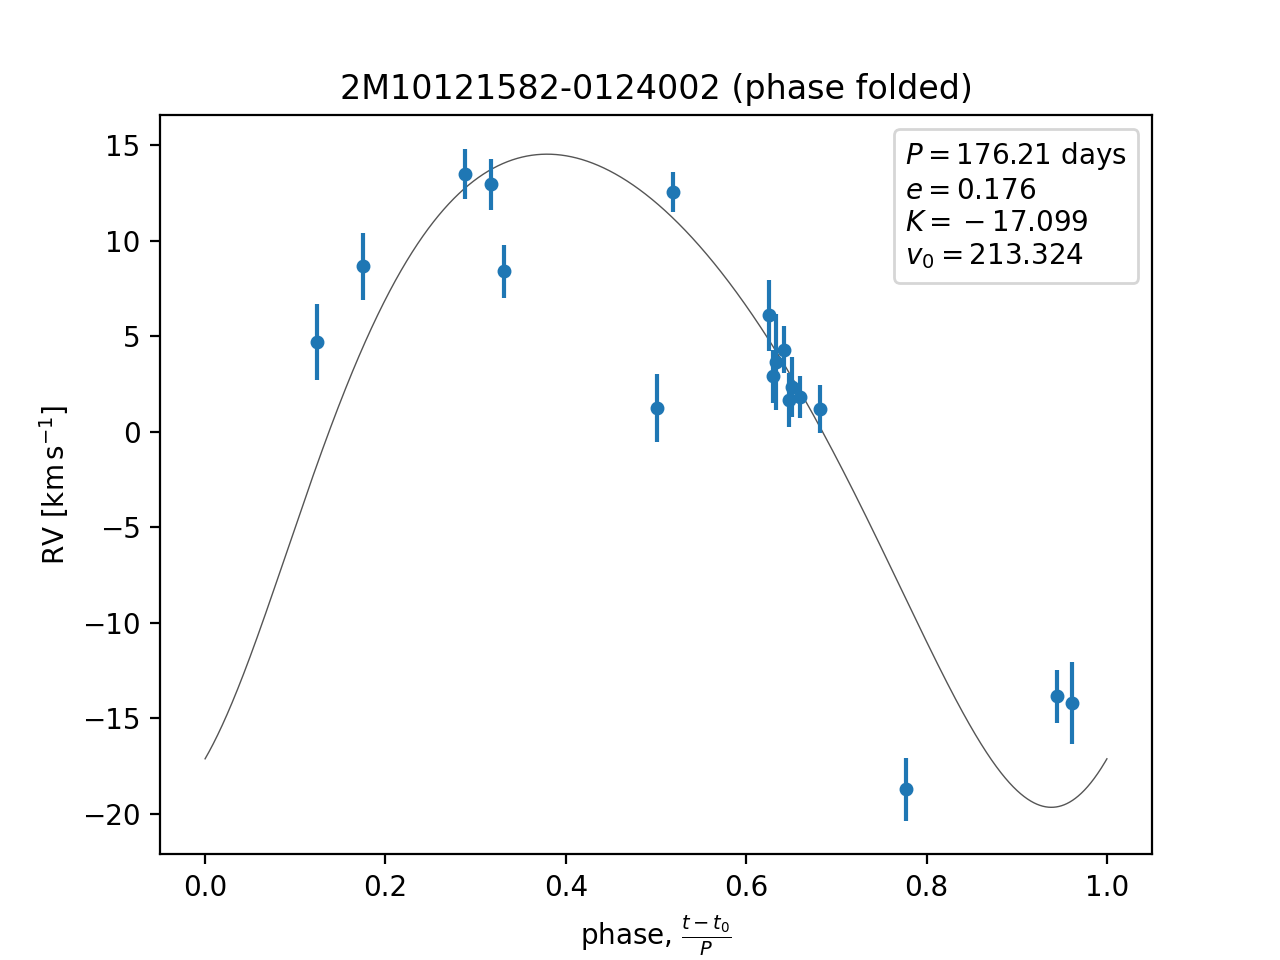 2M10121582-0124002 (phase folded)
P = 176.21 days
e = 0.176
K = −17.099
v₀ = 213.324
RV [km s⁻¹]
15
10
5
0
−5
−10
−15
−20
0.0 0.2 0.4 0.6 0.8 1.0
phase, (t − t₀)/P